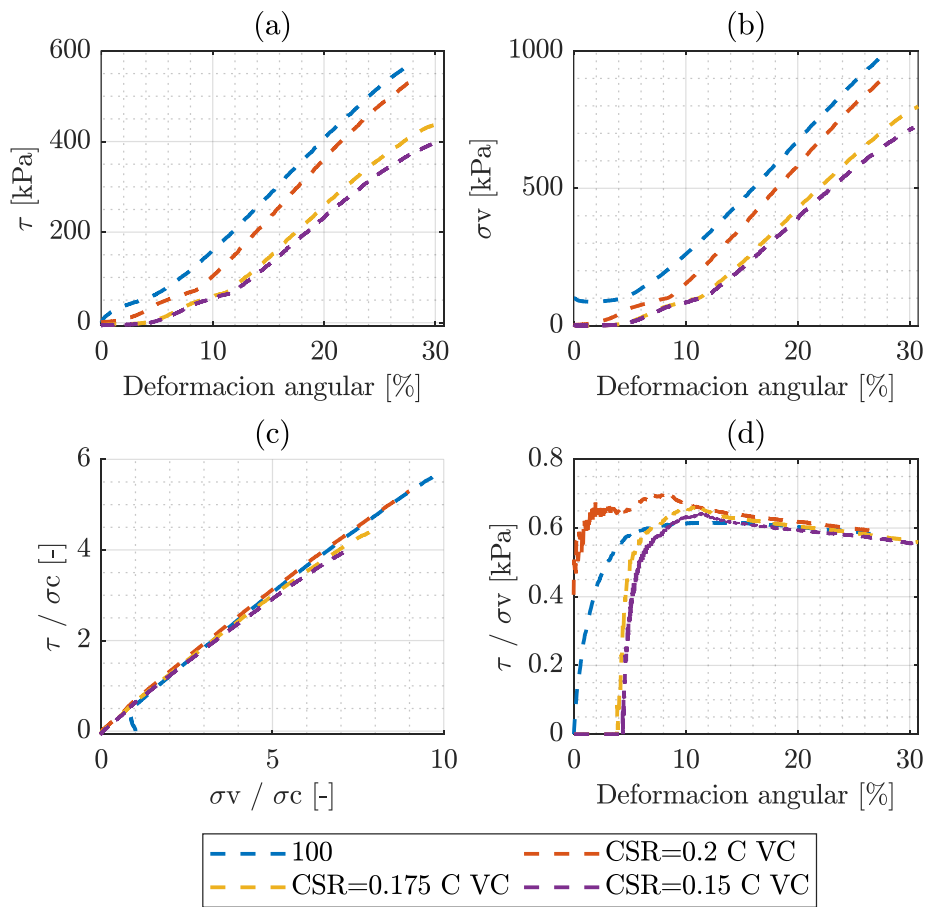 (a)
600
400
200
0
τ [kPa]
0 10 20 30
Deformacion angular [%]
(b)
1000
500
0
σv [kPa]
0 10 20 30
Deformacion angular [%]
(c)
6
4
2
0
τ / σc [-]
0 5 10
σv / σc [-]
(d)
0.8
0.6
0.4
0.2
0
τ / σv [kPa]
0 10 20 30
Deformacion angular [%]
100
CSR=0.2 C VC
CSR=0.175 C VC
CSR=0.15 C VC